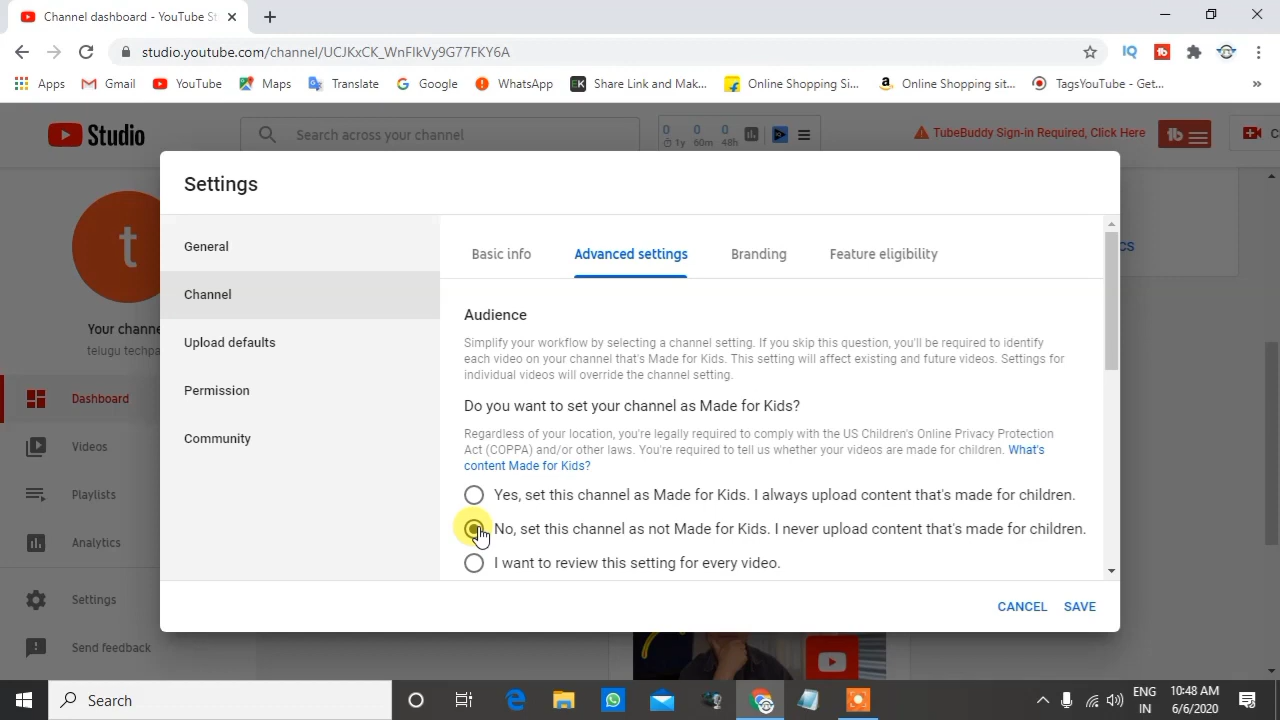 Channel dashboard - YouTube St
studio.youtube.com/channel/UCJKxCK_WnFIkVy9G77FKY6A
IQ
tb
Apps
Gmail
YouTube
Maps
Translate
Google
WhatsApp
EK
Share Link and Mak...
Online Shopping Si...
a
Online Shopping sit...
TagsYouTube - Get...
»
Studio
Search across your channel
0 0 0
1y 60m 48h
TubeBuddy Sign-in Required, Click Here
tb
C
Settings
t
Your channe
telugu techpa
Dashboard
Videos
Playlists
Analytics
Settings
Send feedback
General
Channel
Upload defaults
Permission
Community
Basic info
Advanced settings
Branding
Feature eligibility
cs
Audience
Simplify your workflow by selecting a channel setting. If you skip this question, you'll be required to identify
each video on your channel that's Made for Kids. This setting will affect existing and future videos. Settings for
individual videos will override the channel setting.
Do you want to set your channel as Made for Kids?
Regardless of your location, you're legally required to comply with the US Children's Online Privacy Protection
Act (COPPA) and/or other laws. You're required to tell us whether your videos are made for children. What's
content Made for Kids?
Yes, set this channel as Made for Kids. I always upload content that's made for children.
No, set this channel as not Made for Kids. I never upload content that's made for children.
I want to review this setting for every video.
CANCEL
SAVE
Search
ENG
IN
10:48 AM
6/6/2020